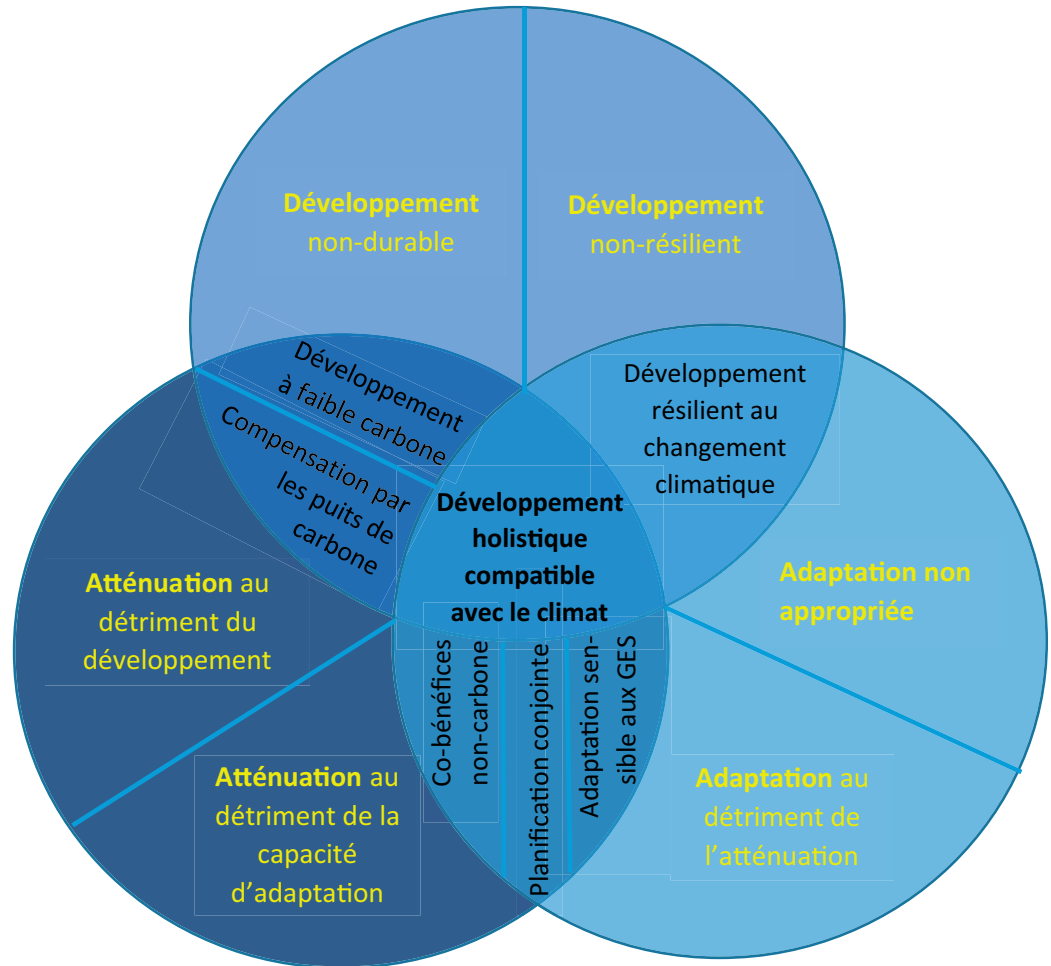 Développement
non-durable
Développement
non-résilient
Développement
à faible carbone
Compensation par
les puits de
carbone
Développement
résilient au
changement
climatique
Développement
holistique
compatible
avec le climat
Atténuation au
détriment du
développement
Adaptation non
appropriée
Co-bénéfices
non-carbone
Planification conjointe
Adaptation sen-
sible aux GES
Atténuation au
détriment de la
capacité
d’adaptation
Adaptation au
détriment de
l’atténuation